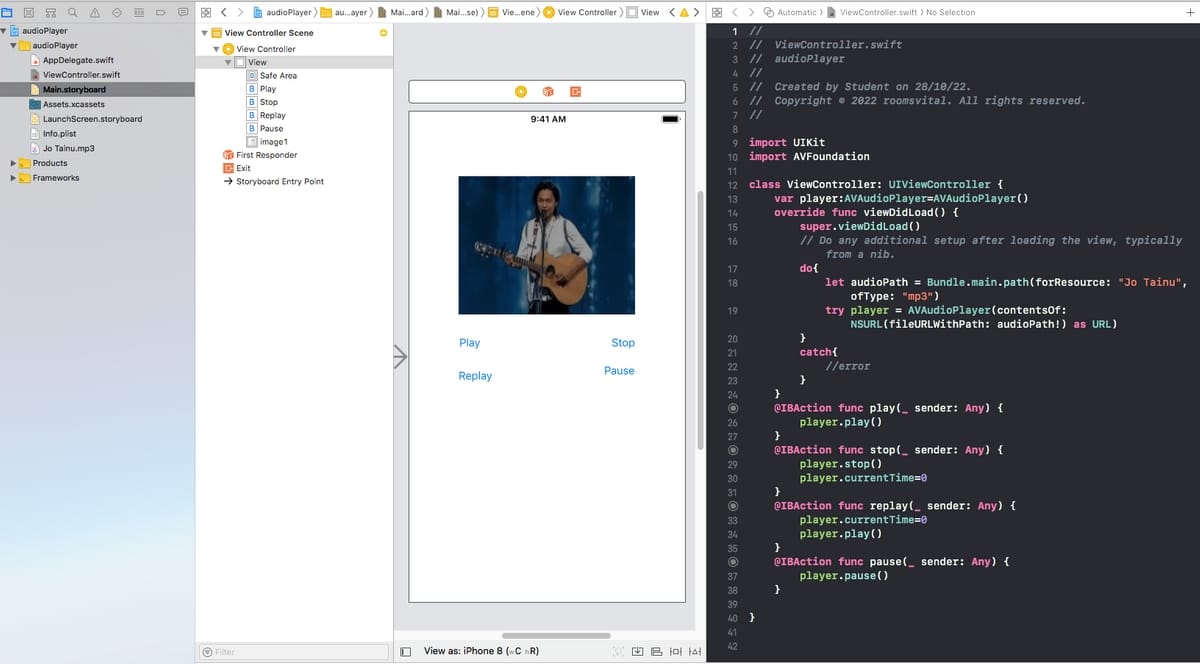 audioPlayer
audioPlayer
AppDelegate.swift
ViewController.swift
Main.storyboard
Assets.xcassets
LaunchScreen.storyboard
Info.plist
Jo Tainu.mp3
Products
Frameworks
audioPlayer
au...ayer
Mai...ard
Mai...se)
Vie...ene
View Controller
View
View Controller Scene
View Controller
View
Safe Area
B Play
B Stop
B Replay
B Pause
image1
First Responder
Exit
Storyboard Entry Point
Filter
9:41 AM
Play
Stop
Replay
Pause
View as: iPhone 8 (wC hR)
Automatic
ViewController.swift
No Selection
1 //
2 //  ViewController.swift
3 //  audioPlayer
4 //
5 //  Created by Student on 28/10/22.
6 //  Copyright © 2022 roomsvital. All rights reserved.
7 //
8
9 import UIKit
10 import AVFoundation
11
12 class ViewController: UIViewController {
13     var player:AVAudioPlayer=AVAudioPlayer()
14     override func viewDidLoad() {
15         super.viewDidLoad()
16         // Do any additional setup after loading the view, typically
from a nib.
17         do{
18             let audioPath = Bundle.main.path(forResource: "Jo Tainu",
ofType: "mp3")
19             try player = AVAudioPlayer(contentsOf:
NSURL(fileURLWithPath: audioPath!) as URL)
20         }
21         catch{
22             //error
23         }
24     }
@IBAction func play(_ sender: Any) {
26         player.play()
27     }
@IBAction func stop(_ sender: Any) {
29         player.stop()
30         player.currentTime=0
31     }
@IBAction func replay(_ sender: Any) {
33         player.currentTime=0
34         player.play()
35     }
@IBAction func pause(_ sender: Any) {
37         player.pause()
38     }
39
40 }
41
42